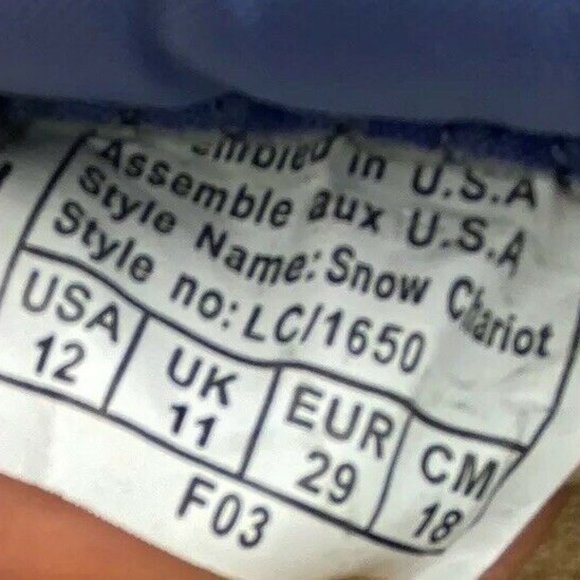 in U.S.A
Assemble aux U.S.A
Style Name: Snow Chariot
Style no: LC/1650
USA UK EUR CM
12 11 29 18
F03